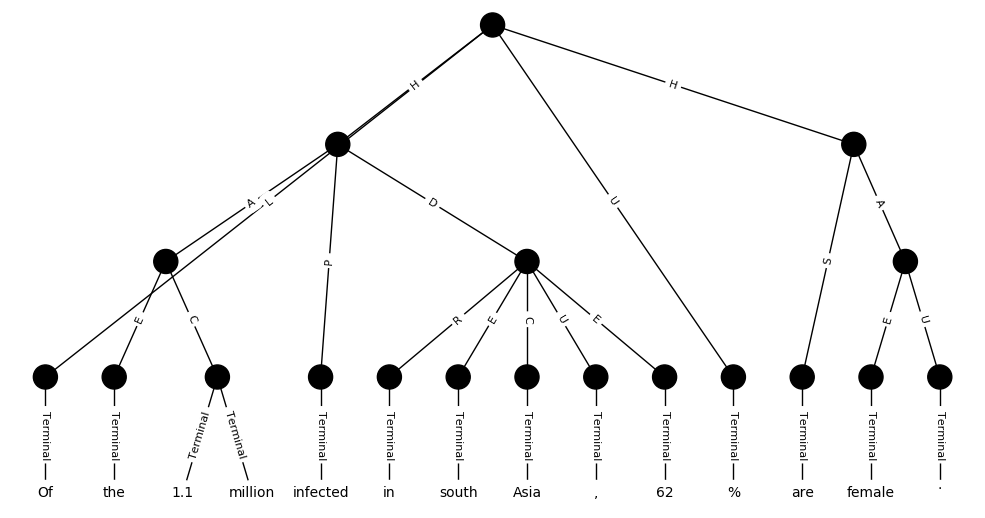 H H
A L D U A
P S
E C R E C U E E U
Terminal Terminal Terminal Terminal Terminal Terminal Terminal Terminal Terminal Terminal Terminal Terminal Terminal Terminal
Of the 1.1 million infected in south Asia , 62 % are female .